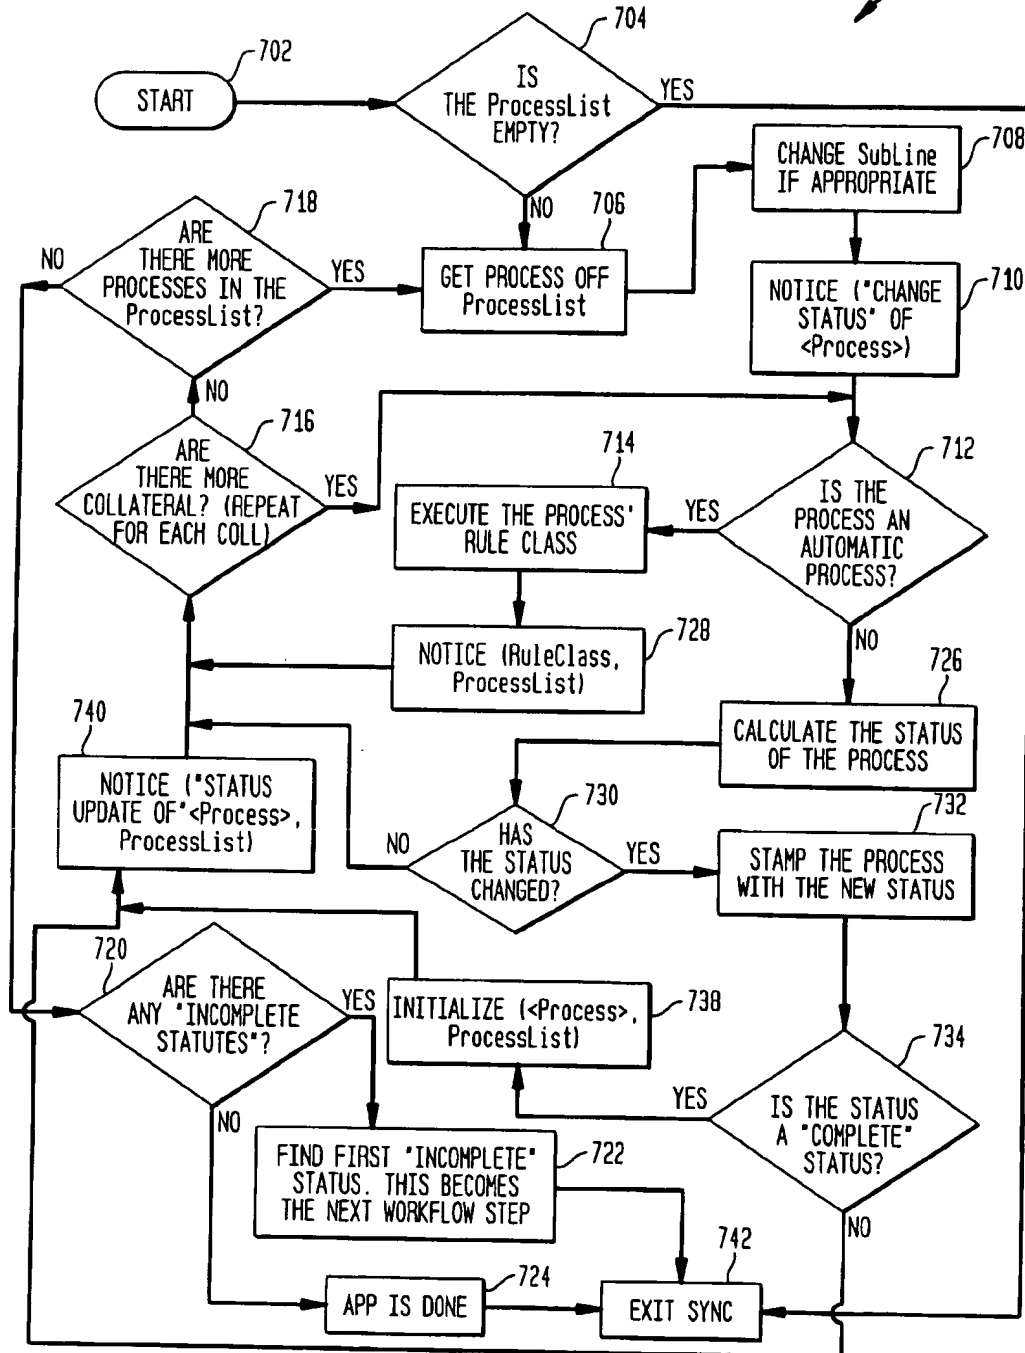 702
START
704
IS
THE ProcessList
EMPTY?
YES
NO
706
GET PROCESS OFF
ProcessList
708
CHANGE SubLine
IF APPROPRIATE
710
NOTICE ("CHANGE
STATUS" OF
<Process>)
718
ARE
THERE MORE
PROCESSES IN THE
ProcessList?
NO
YES
NO
716
ARE
THERE MORE
COLLATERAL? (REPEAT
FOR EACH COLL)
YES
714
EXECUTE THE PROCESS'
RULE CLASS
712
IS THE
PROCESS AN
AUTOMATIC
PROCESS?
YES
NO
728
NOTICE (RuleClass,
ProcessList)
726
CALCULATE THE STATUS
OF THE PROCESS
740
NOTICE ("STATUS
UPDATE OF"<Process>,
ProcessList)
730
HAS
THE STATUS
CHANGED?
NO
YES
732
STAMP THE PROCESS
WITH THE NEW STATUS
720
ARE THERE
ANY "INCOMPLETE
STATUTES"?
YES
NO
738
INITIALIZE (<Process>,
ProcessList)
734
IS THE STATUS
A "COMPLETE"
STATUS?
YES
NO
722
FIND FIRST "INCOMPLETE"
STATUS. THIS BECOMES
THE NEXT WORKFLOW STEP
724
APP IS DONE
742
EXIT SYNC